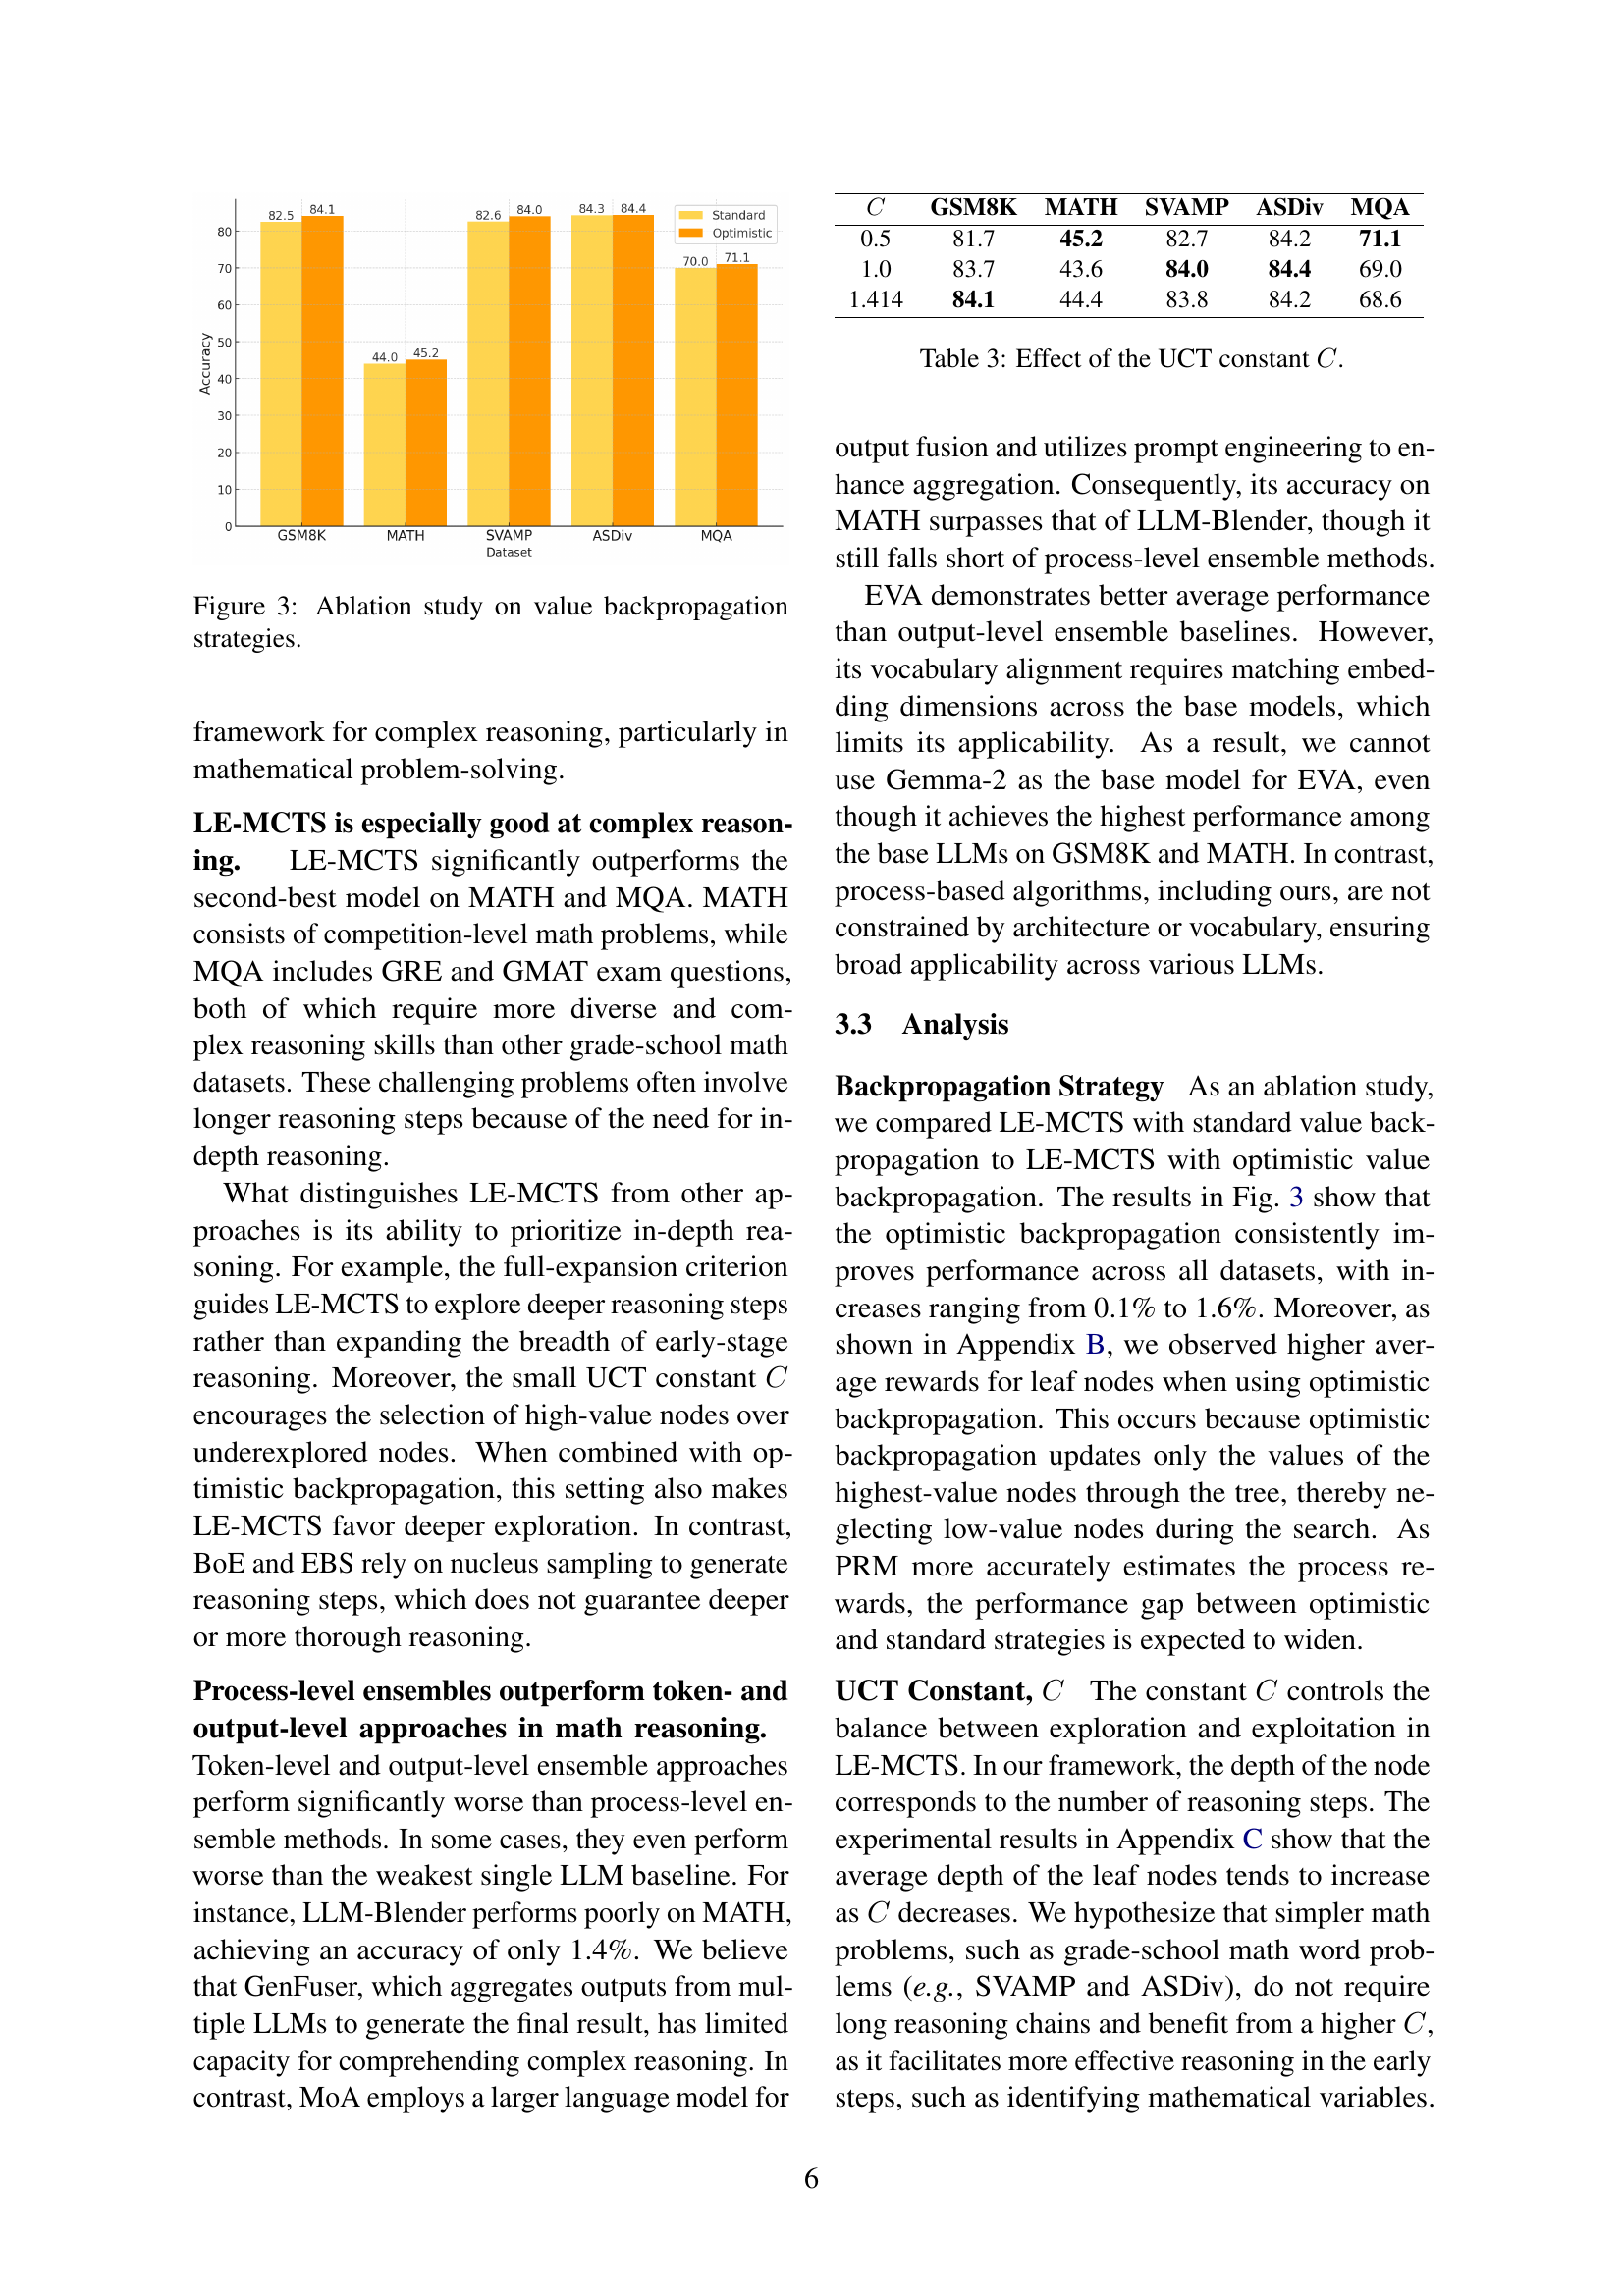 82.5 84.1 44.0 45.2 82.6 84.0 84.3 84.4 70.0 71.1
Standard
Optimistic
80
70
60
50
40
30
20
10
0
Accuracy
GSM8K MATH SVAMP ASDiv MQA
Dataset
Figure 3: Ablation study on value backpropagation
strategies.
framework for complex reasoning, particularly in
mathematical problem-solving.
LE-MCTS is especially good at complex reason-
ing. LE-MCTS significantly outperforms the
second-best model on MATH and MQA. MATH
consists of competition-level math problems, while
MQA includes GRE and GMAT exam questions,
both of which require more diverse and com-
plex reasoning skills than other grade-school math
datasets. These challenging problems often involve
longer reasoning steps because of the need for in-
depth reasoning.
What distinguishes LE-MCTS from other ap-
proaches is its ability to prioritize in-depth rea-
soning. For example, the full-expansion criterion
guides LE-MCTS to explore deeper reasoning steps
rather than expanding the breadth of early-stage
reasoning. Moreover, the small UCT constant C
encourages the selection of high-value nodes over
underexplored nodes. When combined with op-
timistic backpropagation, this setting also makes
LE-MCTS favor deeper exploration. In contrast,
BoE and EBS rely on nucleus sampling to generate
reasoning steps, which does not guarantee deeper
or more thorough reasoning.
Process-level ensembles outperform token- and
output-level approaches in math reasoning.
Token-level and output-level ensemble approaches
perform significantly worse than process-level en-
semble methods. In some cases, they even perform
worse than the weakest single LLM baseline. For
instance, LLM-Blender performs poorly on MATH,
achieving an accuracy of only 1.4%. We believe
that GenFuser, which aggregates outputs from mul-
tiple LLMs to generate the final result, has limited
capacity for comprehending complex reasoning. In
contrast, MoA employs a larger language model for
C GSM8K MATH SVAMP ASDiv MQA
0.5 81.7 45.2 82.7 84.2 71.1
1.0 83.7 43.6 84.0 84.4 69.0
1.414 84.1 44.4 83.8 84.2 68.6
Table 3: Effect of the UCT constant C.
output fusion and utilizes prompt engineering to en-
hance aggregation. Consequently, its accuracy on
MATH surpasses that of LLM-Blender, though it
still falls short of process-level ensemble methods.
EVA demonstrates better average performance
than output-level ensemble baselines. However,
its vocabulary alignment requires matching embed-
ding dimensions across the base models, which
limits its applicability. As a result, we cannot
use Gemma-2 as the base model for EVA, even
though it achieves the highest performance among
the base LLMs on GSM8K and MATH. In contrast,
process-based algorithms, including ours, are not
constrained by architecture or vocabulary, ensuring
broad applicability across various LLMs.
3.3 Analysis
Backpropagation Strategy As an ablation study,
we compared LE-MCTS with standard value back-
propagation to LE-MCTS with optimistic value
backpropagation. The results in Fig. 3 show that
the optimistic backpropagation consistently im-
proves performance across all datasets, with in-
creases ranging from 0.1% to 1.6%. Moreover, as
shown in Appendix B, we observed higher aver-
age rewards for leaf nodes when using optimistic
backpropagation. This occurs because optimistic
backpropagation updates only the values of the
highest-value nodes through the tree, thereby ne-
glecting low-value nodes during the search. As
PRM more accurately estimates the process re-
wards, the performance gap between optimistic
and standard strategies is expected to widen.
UCT Constant, C The constant C controls the
balance between exploration and exploitation in
LE-MCTS. In our framework, the depth of the node
corresponds to the number of reasoning steps. The
experimental results in Appendix C show that the
average depth of the leaf nodes tends to increase
as C decreases. We hypothesize that simpler math
problems, such as grade-school math word prob-
lems (e.g., SVAMP and ASDiv), do not require
long reasoning chains and benefit from a higher C,
as it facilitates more effective reasoning in the early
steps, such as identifying mathematical variables.
6